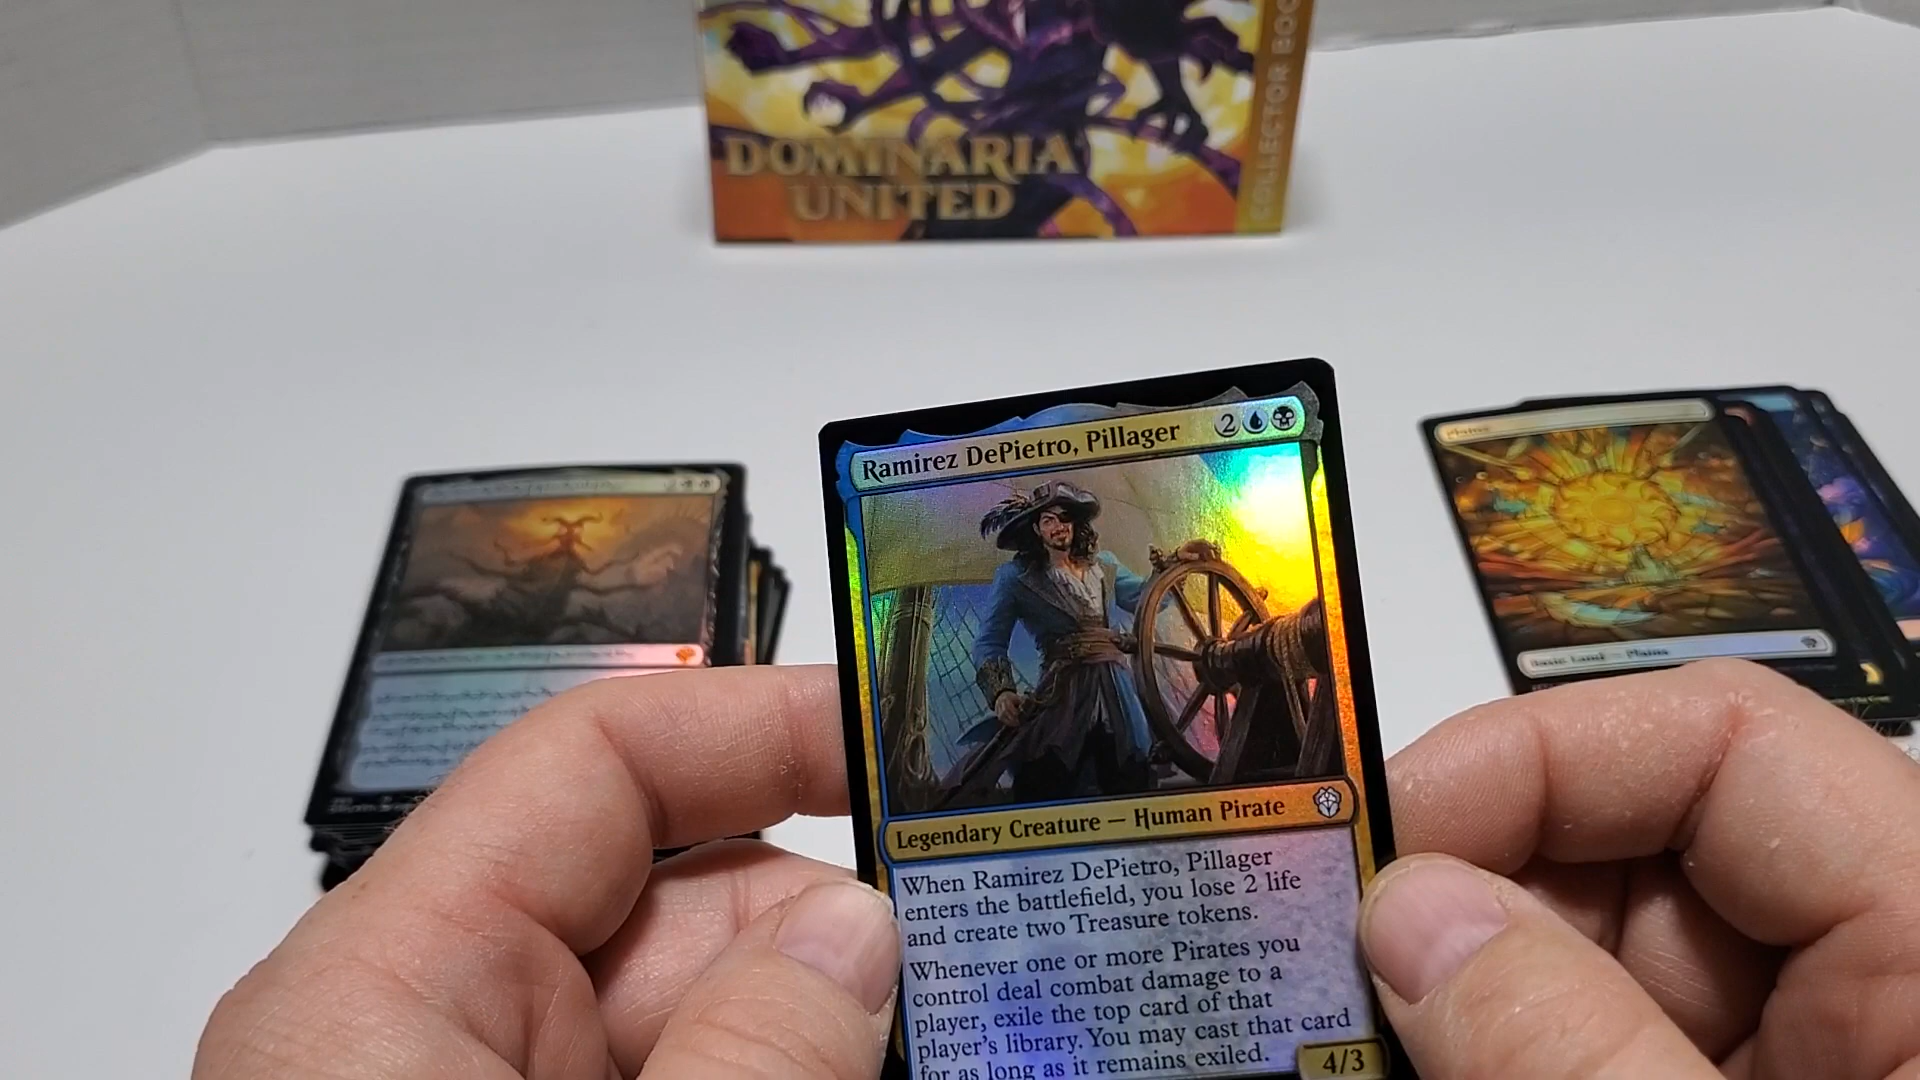 DOMINARIA
UNITED
COLLECTOR BOO
Ramirez DePietro, Pillager 2
Legendary Creature — Human Pirate
When Ramirez DePietro, Pillager
enters the battlefield, you lose 2 life
and create two Treasure tokens.
Whenever one or more Pirates you
control deal combat damage to a
player, exile the top card of that
player's library. You may cast that card
for as long as it remains exiled.
4/3
Plains
Basic Land — Plains